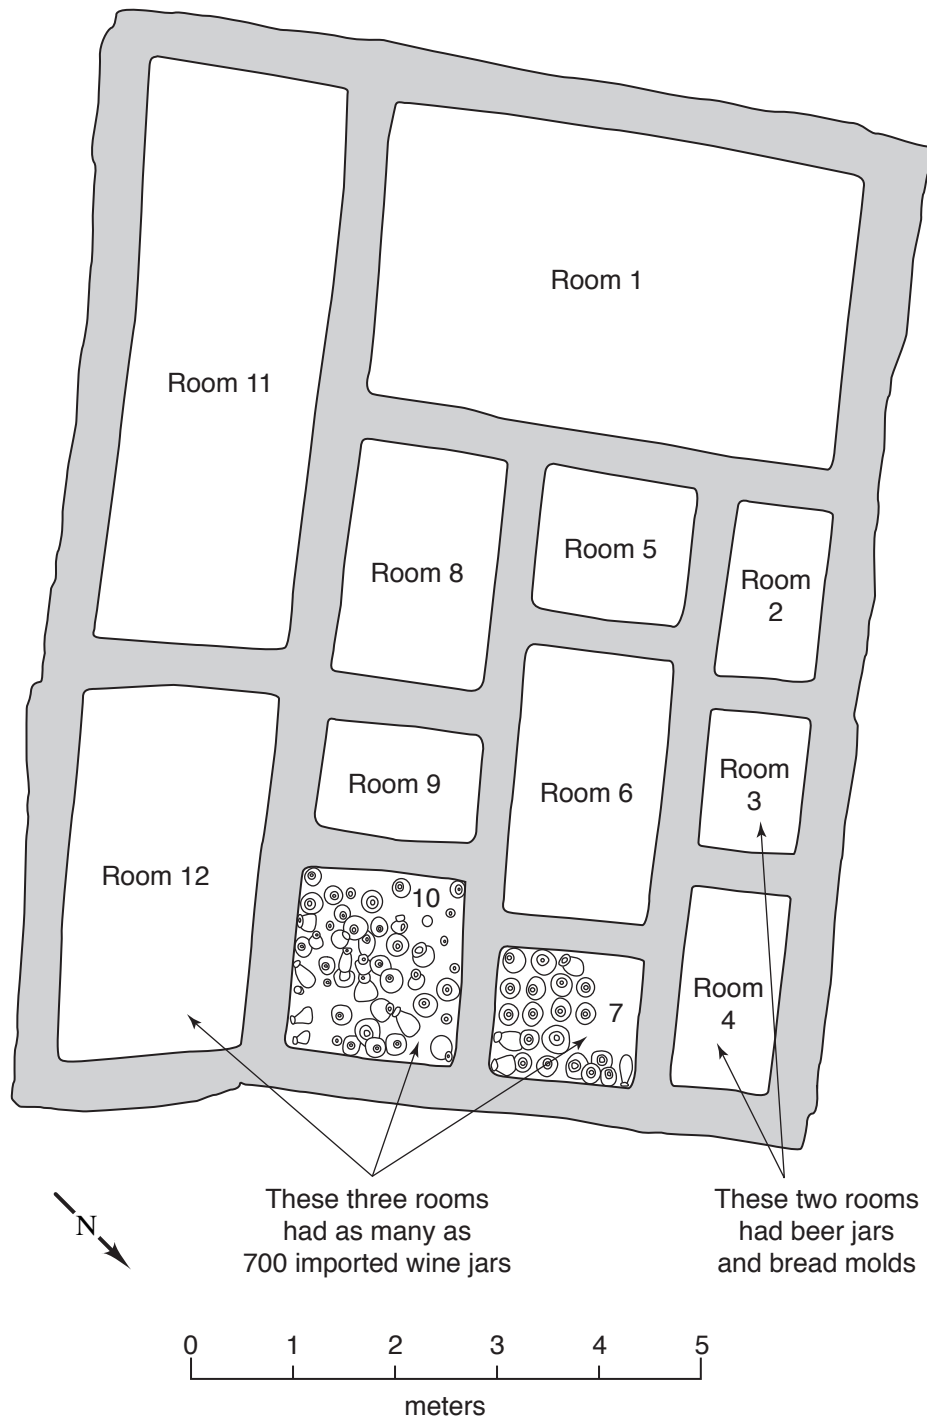 Room 1
Room 11
Room 8
Room 5
Room
2
Room 9
Room 6
Room
3
Room 12
10
7
Room
4
These three rooms
had as many as
700 imported wine jars
These two rooms
had beer jars
and bread molds
N
0 1 2 3 4 5
meters